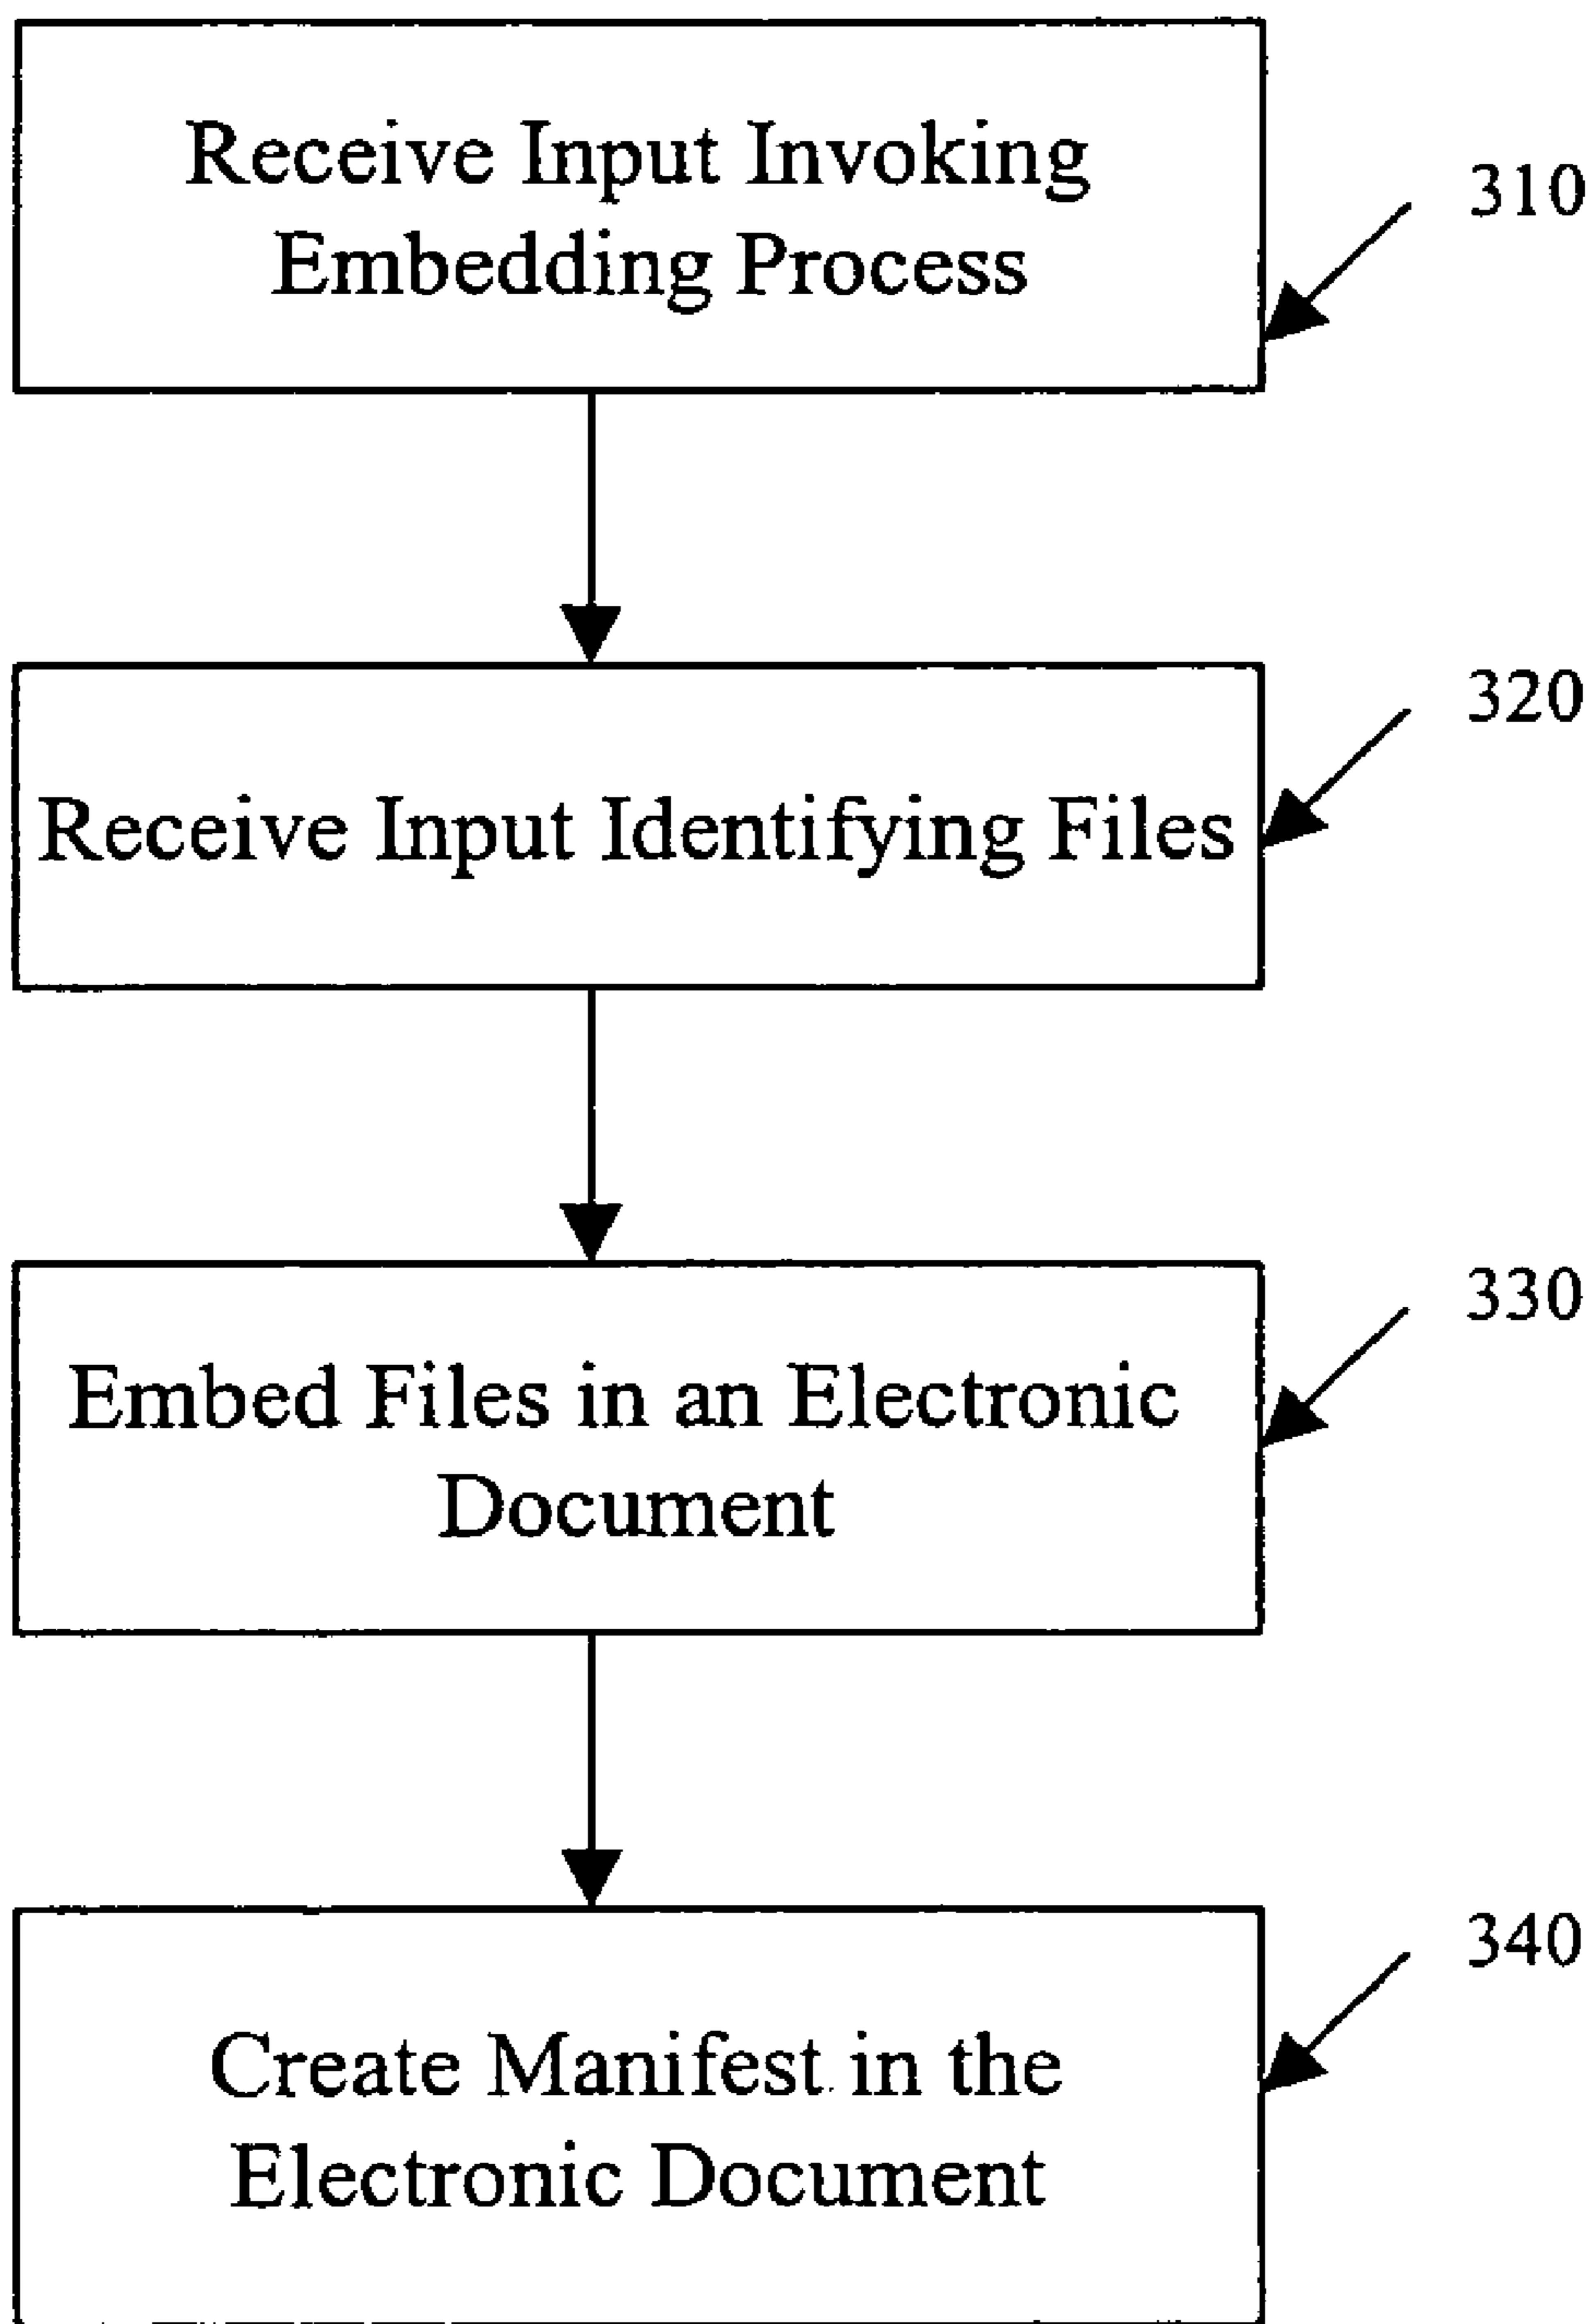 Receive Input Invoking
Embedding Process
310
Receive Input Identifying Files
320
Embed Files in an Electronic
Document
330
Create Manifest in the
Electronic Document
340